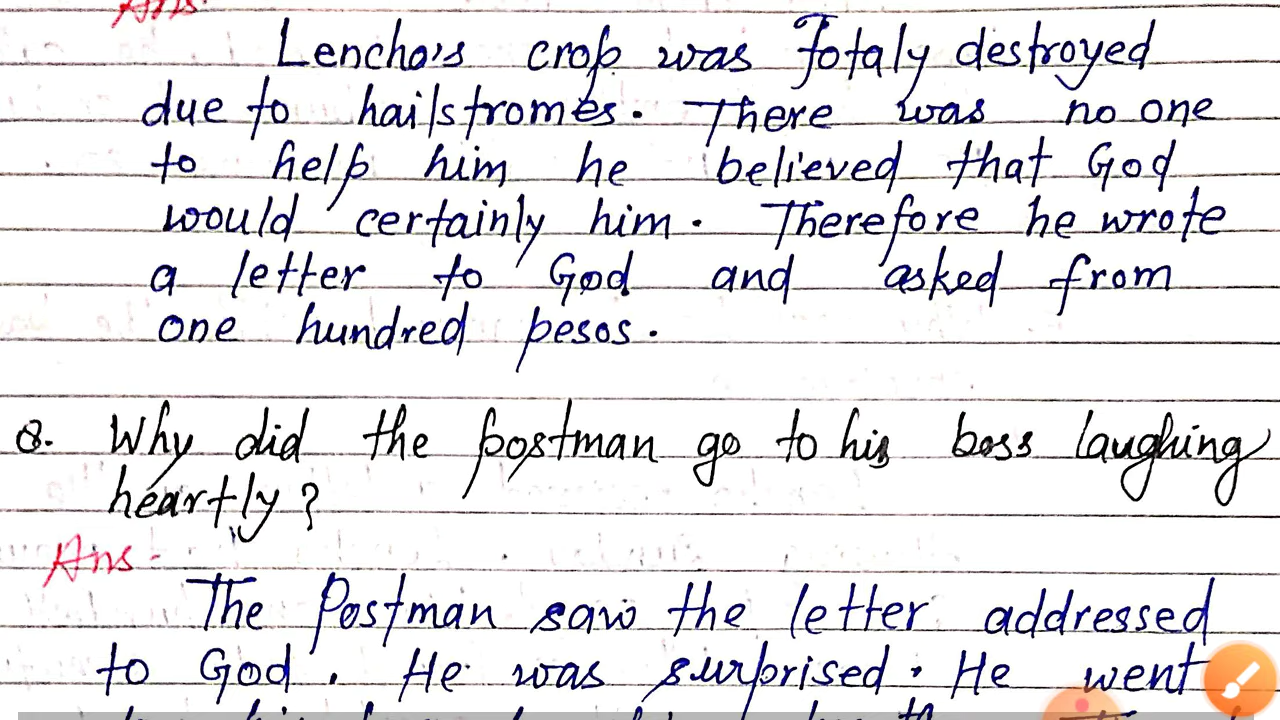 Ans.
Lencho's crop was Totaly destroyed
due to hailstromes. There was no one
to help him he believed that God
would certainly him. Therefore he wrote
a letter to God and asked from
one hundred pesos.
Q. Why did the postman go to his boss laughing
heartly?
Ans-
The Postman saw the letter addressed
to God. He was surprised. He went